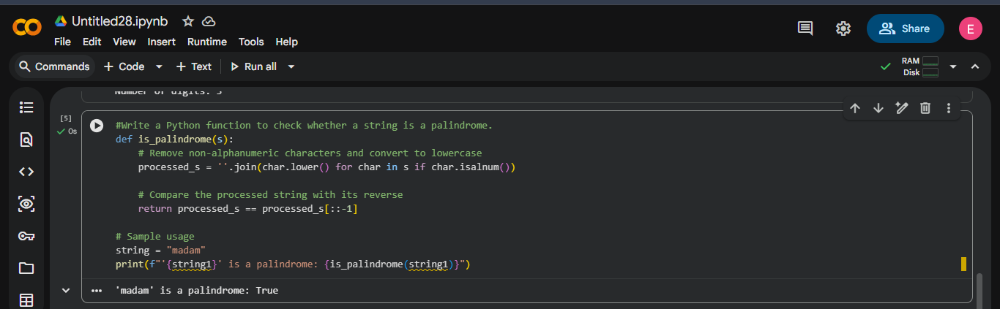 Untitled28.ipynb
File Edit View Insert Runtime Tools Help
Share
E
Commands + Code + Text Run all
RAM
Disk
Number of digits: 5
[5]
0s
#Write a Python function to check whether a string is a palindrome.
def is_palindrome(s):
    # Remove non-alphanumeric characters and convert to lowercase
    processed_s = ''.join(char.lower() for char in s if char.isalnum())
    # Compare the processed string with its reverse
    return processed_s == processed_s[::-1]
# Sample usage
string = "madam"
print(f"'{string1}' is a palindrome: {is_palindrome(string1)}")
'madam' is a palindrome: True